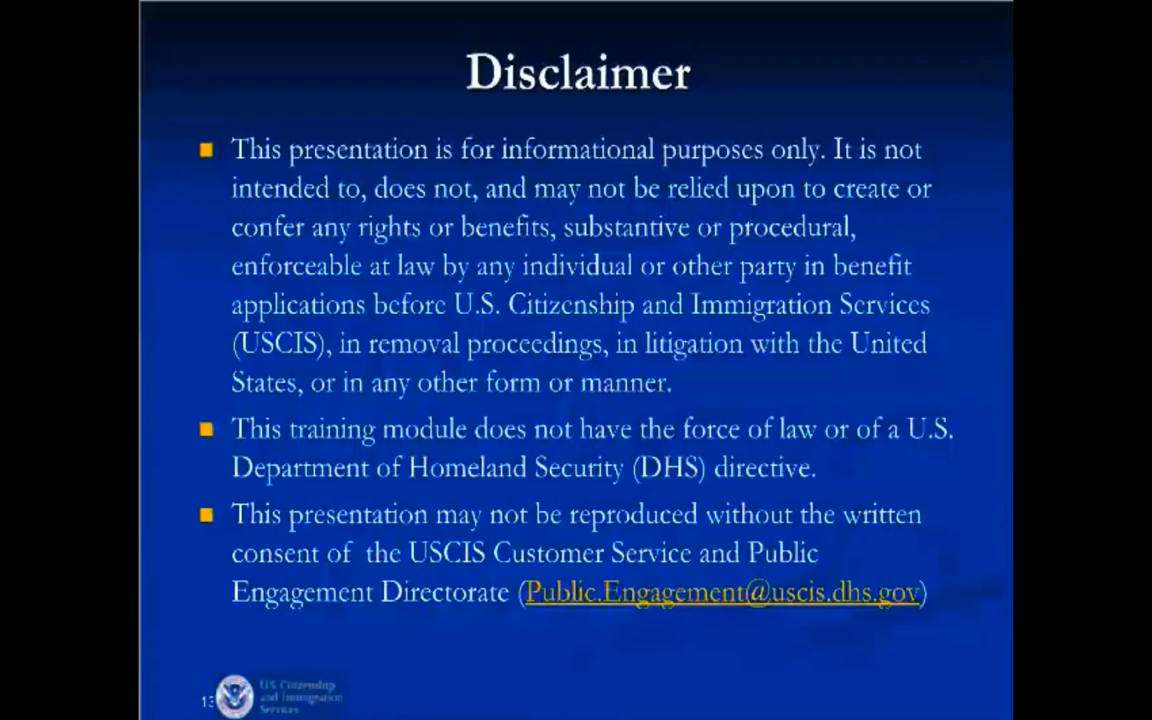 Disclaimer
This presentation is for informational purposes only. It is not
intended to, does not, and may not be relied upon to create or
confer any rights or benefits, substantive or procedural,
enforceable at law by any individual or other party in benefit
applications before U.S. Citizenship and Immigration Services
(USCIS), in removal proceedings, in litigation with the United
States, or in any other form or manner.
This training module does not have the force of law or of a U.S.
Department of Homeland Security (DHS) directive.
This presentation may not be reproduced without the written
consent of the USCIS Customer Service and Public
Engagement Directorate (Public.Engagement@uscis.dhs.gov)
U.S. Citizenship
and Immigration
Services